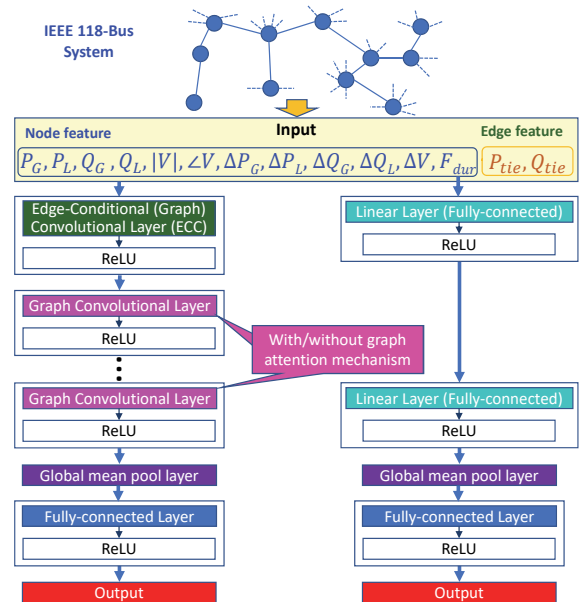 IEEE 118-Bus
System
Node feature
Input
Edge feature
P_G, P_L, Q_G, Q_L, |V|, ∠V, ΔP_G, ΔP_L, ΔQ_G, ΔQ_L, ΔV, F_dur
P_tie, Q_tie
Edge-Conditional (Graph)
Convolutional Layer (ECC)
ReLU
Graph Convolutional Layer
ReLU
With/without graph
attention mechanism
Graph Convolutional Layer
ReLU
Global mean pool layer
Fully-connected Layer
ReLU
Output
Linear Layer (Fully-connected)
ReLU
Linear Layer (Fully-connected)
ReLU
Global mean pool layer
Fully-connected Layer
ReLU
Output